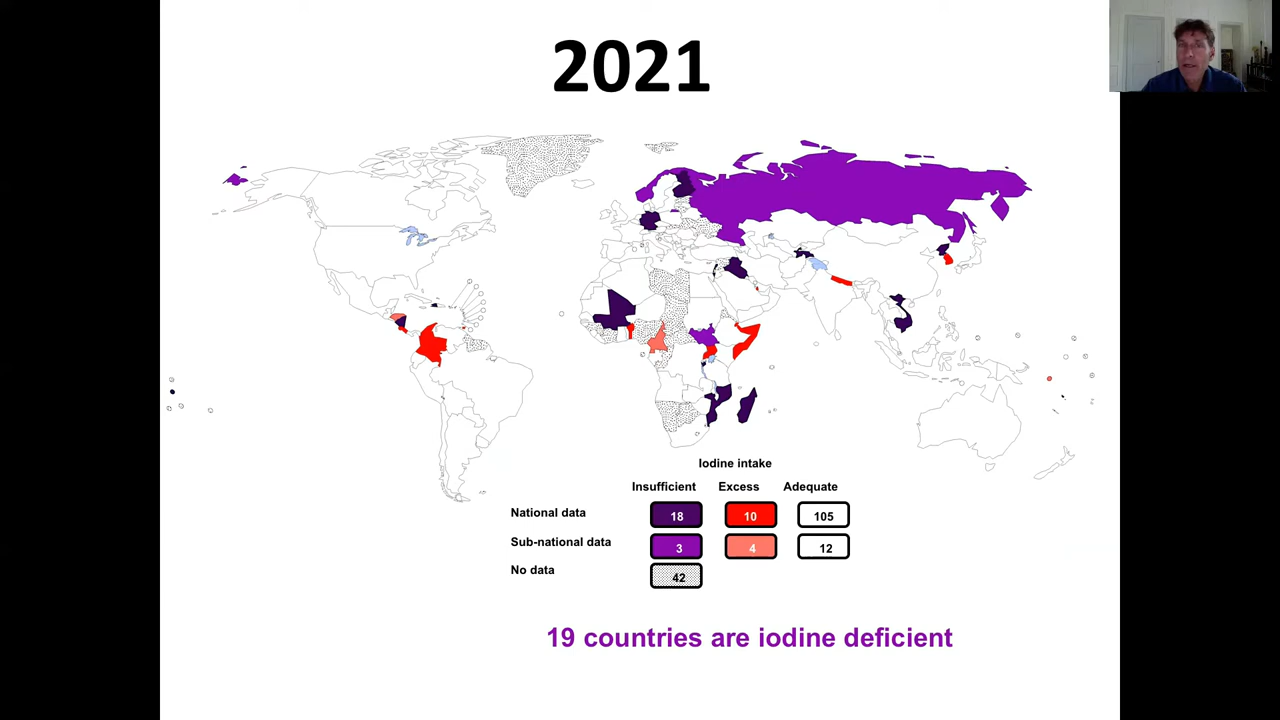 2021
Iodine intake
Insufficient Excess Adequate
National data 18 10 105
Sub-national data 3 4 12
No data 42
19 countries are iodine deficient